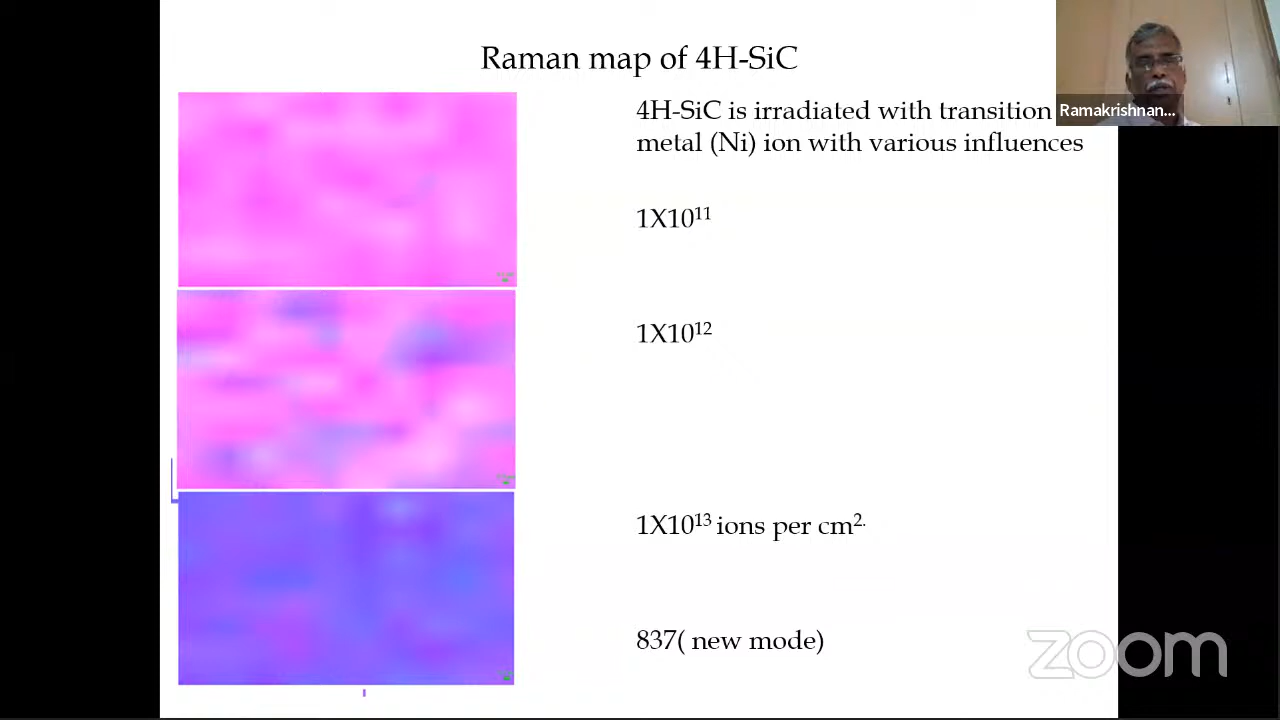 Raman map of 4H-SiC
Ramakrishnan...
4H-SiC is irradiated with transition
metal (Ni) ion with various influences
1X10¹¹
1X10¹²
1X10¹³ ions per cm²·
837( new mode)
zoom